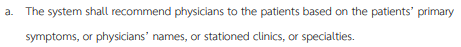 a. The system shall recommend physicians to the patients based on the patients’ primary
symptoms, or physicians’ names, or stationed clinics, or specialties.